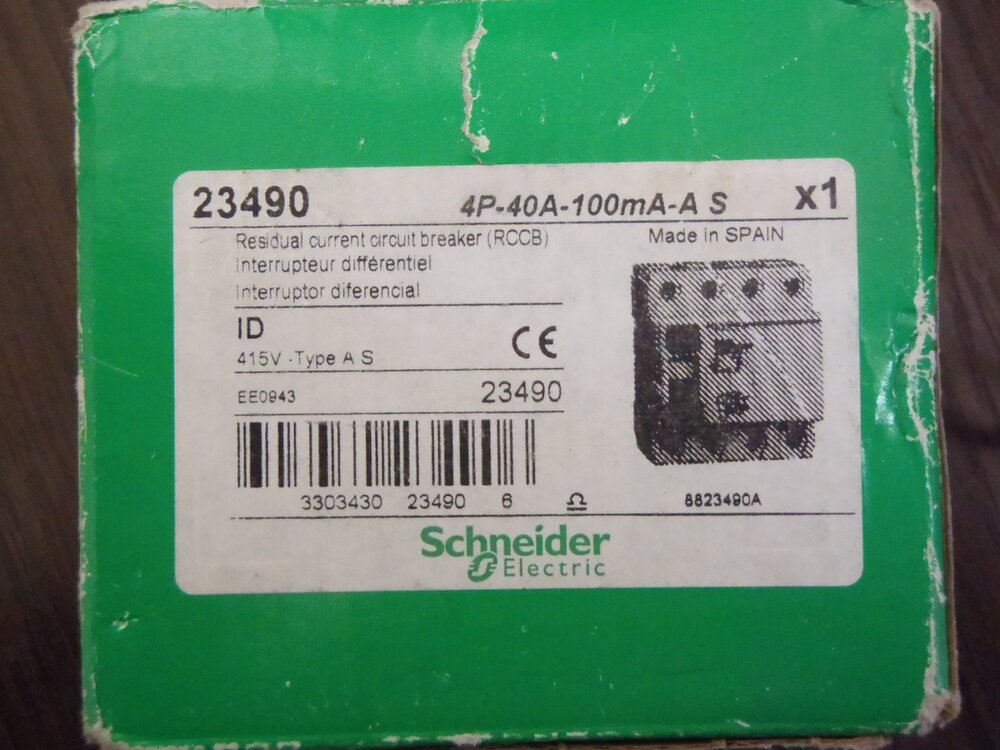 23490 4P-40A-100mA-A S x1
Residual current circuit breaker (RCCB) Made in SPAIN
Interrupteur différentiel
Interruptor diferencial
ID
415V -Type A S CE
EE0943 23490
3303430 23490 6 8823490A
Schneider
Electric